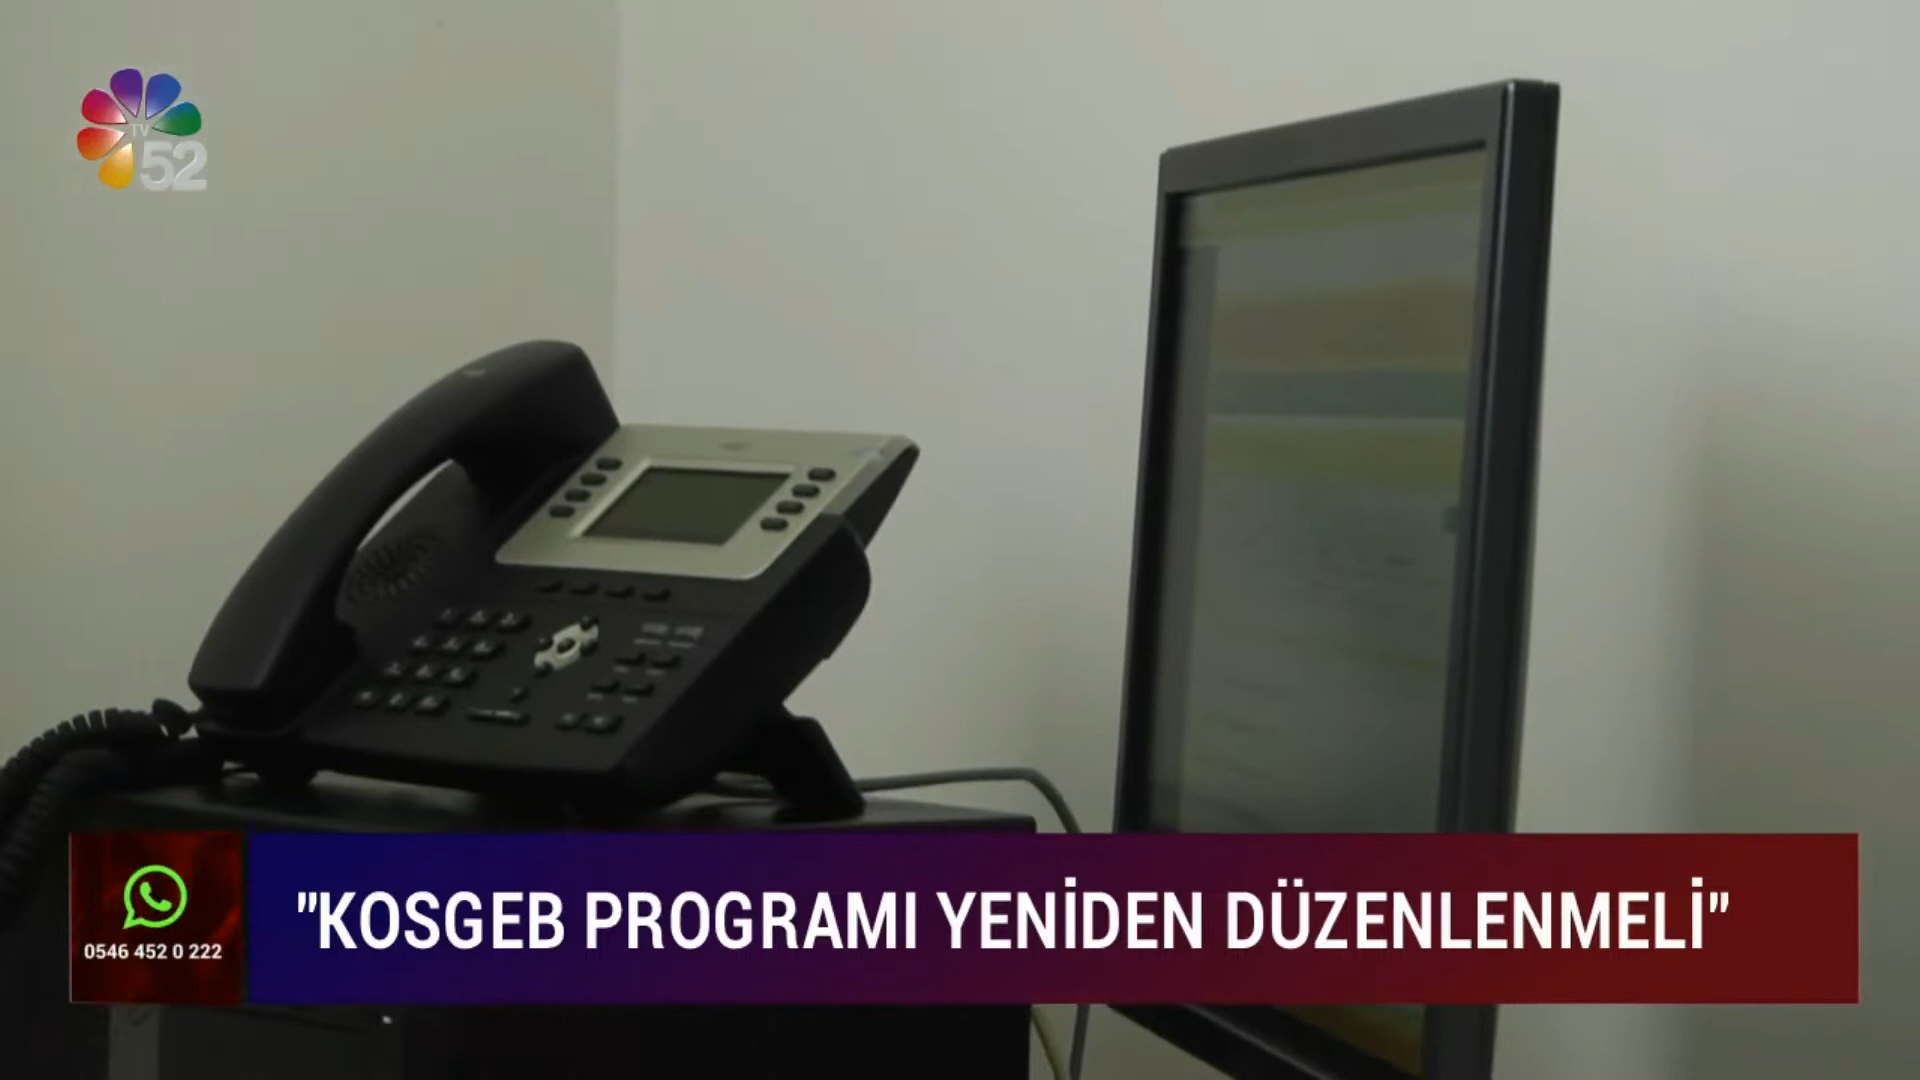 TV
52
"KOSGEB PROGRAMI YENİDEN DÜZENLENMELİ"
0546 452 0 222